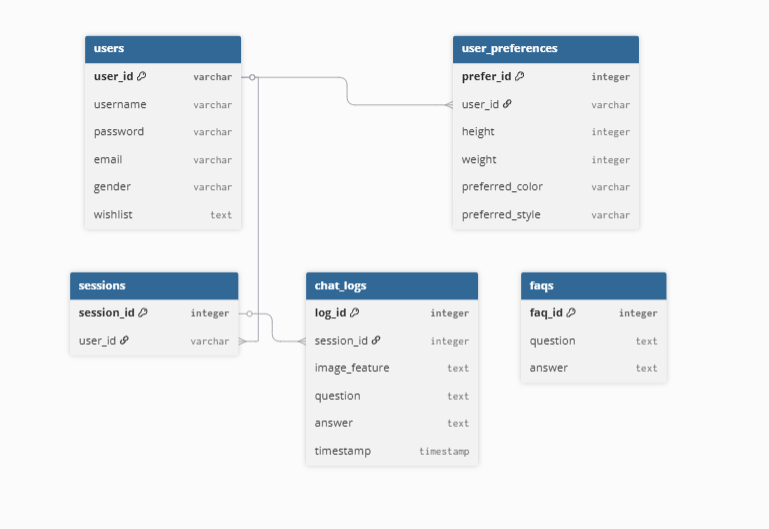 users
user_id varchar
username varchar
password varchar
email varchar
gender varchar
wishlist text
user_preferences
prefer_id integer
user_id varchar
height integer
weight integer
preferred_color varchar
preferred_style varchar
sessions
session_id integer
user_id varchar
chat_logs
log_id integer
session_id integer
image_feature text
question text
answer text
timestamp timestamp
faqs
faq_id integer
question text
answer text